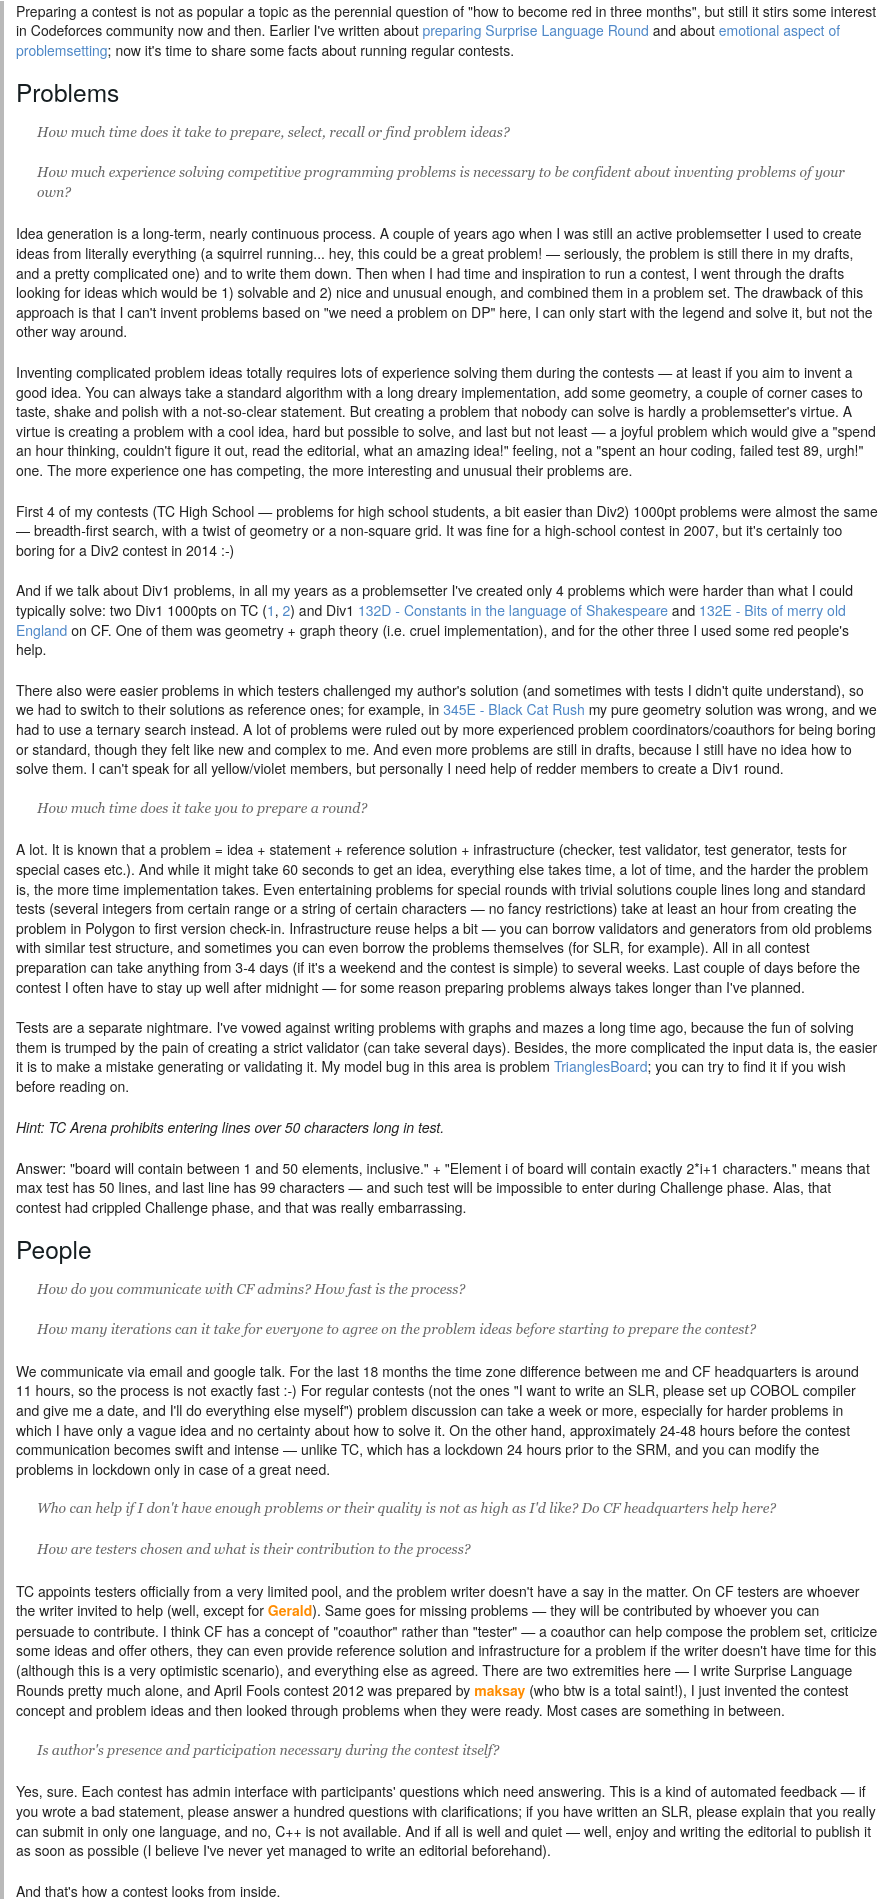 Preparing a contest is not as popular a topic as the perennial question of "how to become red in three months", but still it stirs some interest
in Codeforces community now and then. Earlier I've written about preparing Surprise Language Round and about emotional aspect of
problemsetting; now it's time to share some facts about running regular contests.
Problems
How much time does it take to prepare, select, recall or find problem ideas?
How much experience solving competitive programming problems is necessary to be confident about inventing problems of your
own?
Idea generation is a long-term, nearly continuous process. A couple of years ago when I was still an active problemsetter I used to create
ideas from literally everything (a squirrel running... hey, this could be a great problem! — seriously, the problem is still there in my drafts,
and a pretty complicated one) and to write them down. Then when I had time and inspiration to run a contest, I went through the drafts
looking for ideas which would be 1) solvable and 2) nice and unusual enough, and combined them in a problem set. The drawback of this
approach is that I can't invent problems based on "we need a problem on DP" here, I can only start with the legend and solve it, but not the
other way around.
Inventing complicated problem ideas totally requires lots of experience solving them during the contests — at least if you aim to invent a
good idea. You can always take a standard algorithm with a long dreary implementation, add some geometry, a couple of corner cases to
taste, shake and polish with a not-so-clear statement. But creating a problem that nobody can solve is hardly a problemsetter's virtue. A
virtue is creating a problem with a cool idea, hard but possible to solve, and last but not least — a joyful problem which would give a "spend
an hour thinking, couldn't figure it out, read the editorial, what an amazing idea!" feeling, not a "spent an hour coding, failed test 89, urgh!"
one. The more experience one has competing, the more interesting and unusual their problems are.
First 4 of my contests (TC High School — problems for high school students, a bit easier than Div2) 1000pt problems were almost the same
— breadth-first search, with a twist of geometry or a non-square grid. It was fine for a high-school contest in 2007, but it's certainly too
boring for a Div2 contest in 2014 :-)
And if we talk about Div1 problems, in all my years as a problemsetter I've created only 4 problems which were harder than what I could
typically solve: two Div1 1000pts on TC (1, 2) and Div1 132D - Constants in the language of Shakespeare and 132E - Bits of merry old
England on CF. One of them was geometry + graph theory (i.e. cruel implementation), and for the other three I used some red people's
help.
There also were easier problems in which testers challenged my author's solution (and sometimes with tests I didn't quite understand), so
we had to switch to their solutions as reference ones; for example, in 345E - Black Cat Rush my pure geometry solution was wrong, and we
had to use a ternary search instead. A lot of problems were ruled out by more experienced problem coordinators/coauthors for being boring
or standard, though they felt like new and complex to me. And even more problems are still in drafts, because I still have no idea how to
solve them. I can't speak for all yellow/violet members, but personally I need help of redder members to create a Div1 round.
How much time does it take you to prepare a round?
A lot. It is known that a problem = idea + statement + reference solution + infrastructure (checker, test validator, test generator, tests for
special cases etc.). And while it might take 60 seconds to get an idea, everything else takes time, a lot of time, and the harder the problem
is, the more time implementation takes. Even entertaining problems for special rounds with trivial solutions couple lines long and standard
tests (several integers from certain range or a string of certain characters — no fancy restrictions) take at least an hour from creating the
problem in Polygon to first version check-in. Infrastructure reuse helps a bit — you can borrow validators and generators from old problems
with similar test structure, and sometimes you can even borrow the problems themselves (for SLR, for example). All in all contest
preparation can take anything from 3-4 days (if it's a weekend and the contest is simple) to several weeks. Last couple of days before the
contest I often have to stay up well after midnight — for some reason preparing problems always takes longer than I've planned.
Tests are a separate nightmare. I've vowed against writing problems with graphs and mazes a long time ago, because the fun of solving
them is trumped by the pain of creating a strict validator (can take several days). Besides, the more complicated the input data is, the easier
it is to make a mistake generating or validating it. My model bug in this area is problem TrianglesBoard; you can try to find it if you wish
before reading on.
Hint: TC Arena prohibits entering lines over 50 characters long in test.
Answer: "board will contain between 1 and 50 elements, inclusive." + "Element i of board will contain exactly 2*i+1 characters." means that
max test has 50 lines, and last line has 99 characters — and such test will be impossible to enter during Challenge phase. Alas, that
contest had crippled Challenge phase, and that was really embarrassing.
People
How do you communicate with CF admins? How fast is the process?
How many iterations can it take for everyone to agree on the problem ideas before starting to prepare the contest?
We communicate via email and google talk. For the last 18 months the time zone difference between me and CF headquarters is around
11 hours, so the process is not exactly fast :-) For regular contests (not the ones "I want to write an SLR, please set up COBOL compiler
and give me a date, and I'll do everything else myself") problem discussion can take a week or more, especially for harder problems in
which I have only a vague idea and no certainty about how to solve it. On the other hand, approximately 24-48 hours before the contest
communication becomes swift and intense — unlike TC, which has a lockdown 24 hours prior to the SRM, and you can modify the
problems in lockdown only in case of a great need.
Who can help if I don't have enough problems or their quality is not as high as I'd like? Do CF headquarters help here?
How are testers chosen and what is their contribution to the process?
TC appoints testers officially from a very limited pool, and the problem writer doesn't have a say in the matter. On CF testers are whoever
the writer invited to help (well, except for Gerald). Same goes for missing problems — they will be contributed by whoever you can
persuade to contribute. I think CF has a concept of "coauthor" rather than "tester" — a coauthor can help compose the problem set, criticize
some ideas and offer others, they can even provide reference solution and infrastructure for a problem if the writer doesn't have time for this
(although this is a very optimistic scenario), and everything else as agreed. There are two extremities here — I write Surprise Language
Rounds pretty much alone, and April Fools contest 2012 was prepared by maksay (who btw is a total saint!), I just invented the contest
concept and problem ideas and then looked through problems when they were ready. Most cases are something in between.
Is author's presence and participation necessary during the contest itself?
Yes, sure. Each contest has admin interface with participants' questions which need answering. This is a kind of automated feedback — if
you wrote a bad statement, please answer a hundred questions with clarifications; if you have written an SLR, please explain that you really
can submit in only one language, and no, C++ is not available. And if all is well and quiet — well, enjoy and writing the editorial to publish it
as soon as possible (I believe I've never yet managed to write an editorial beforehand).
And that's how a contest looks from inside.